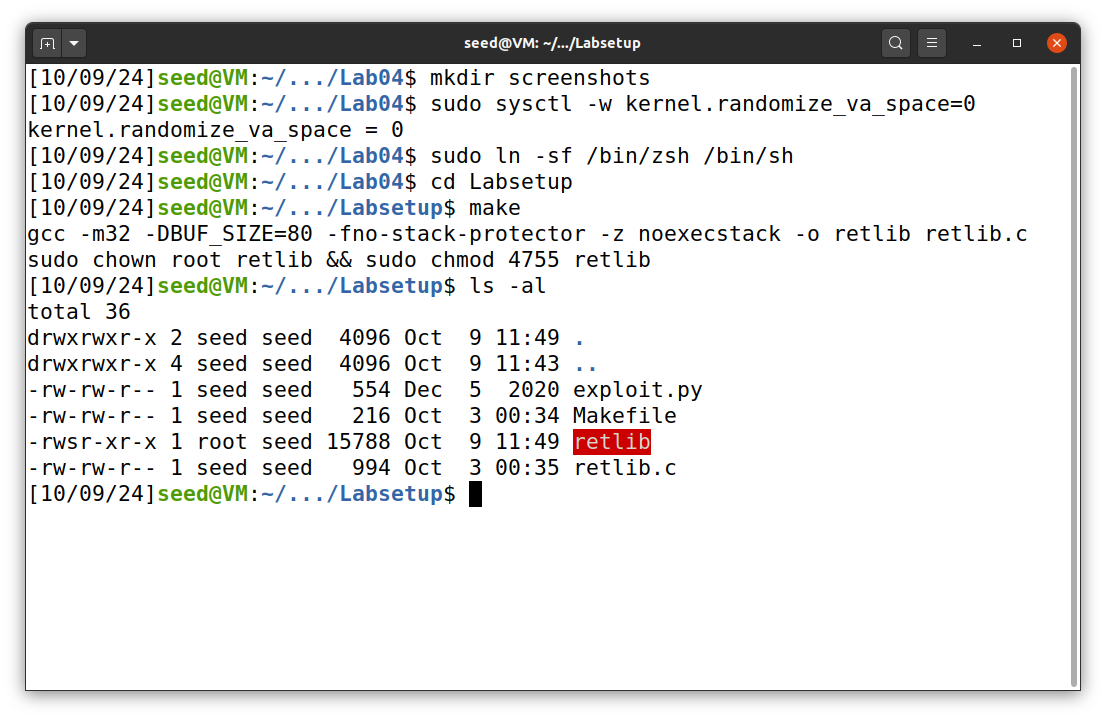 seed@VM: ~/.../Labsetup
[10/09/24]seed@VM:~/.../Lab04$ mkdir screenshots
[10/09/24]seed@VM:~/.../Lab04$ sudo sysctl -w kernel.randomize_va_space=0
kernel.randomize_va_space = 0
[10/09/24]seed@VM:~/.../Lab04$ sudo ln -sf /bin/zsh /bin/sh
[10/09/24]seed@VM:~/.../Lab04$ cd Labsetup
[10/09/24]seed@VM:~/.../Labsetup$ make
gcc -m32 -DBUF_SIZE=80 -fno-stack-protector -z noexecstack -o retlib retlib.c
sudo chown root retlib && sudo chmod 4755 retlib
[10/09/24]seed@VM:~/.../Labsetup$ ls -al
total 36
drwxrwxr-x 2 seed seed  4096 Oct  9 11:49 .
drwxrwxr-x 4 seed seed  4096 Oct  9 11:43 ..
-rw-rw-r-- 1 seed seed   554 Dec  5  2020 exploit.py
-rw-rw-r-- 1 seed seed   216 Oct  3 00:34 Makefile
-rwsr-xr-x 1 root seed 15788 Oct  9 11:49 retlib
-rw-rw-r-- 1 seed seed   994 Oct  3 00:35 retlib.c
[10/09/24]seed@VM:~/.../Labsetup$